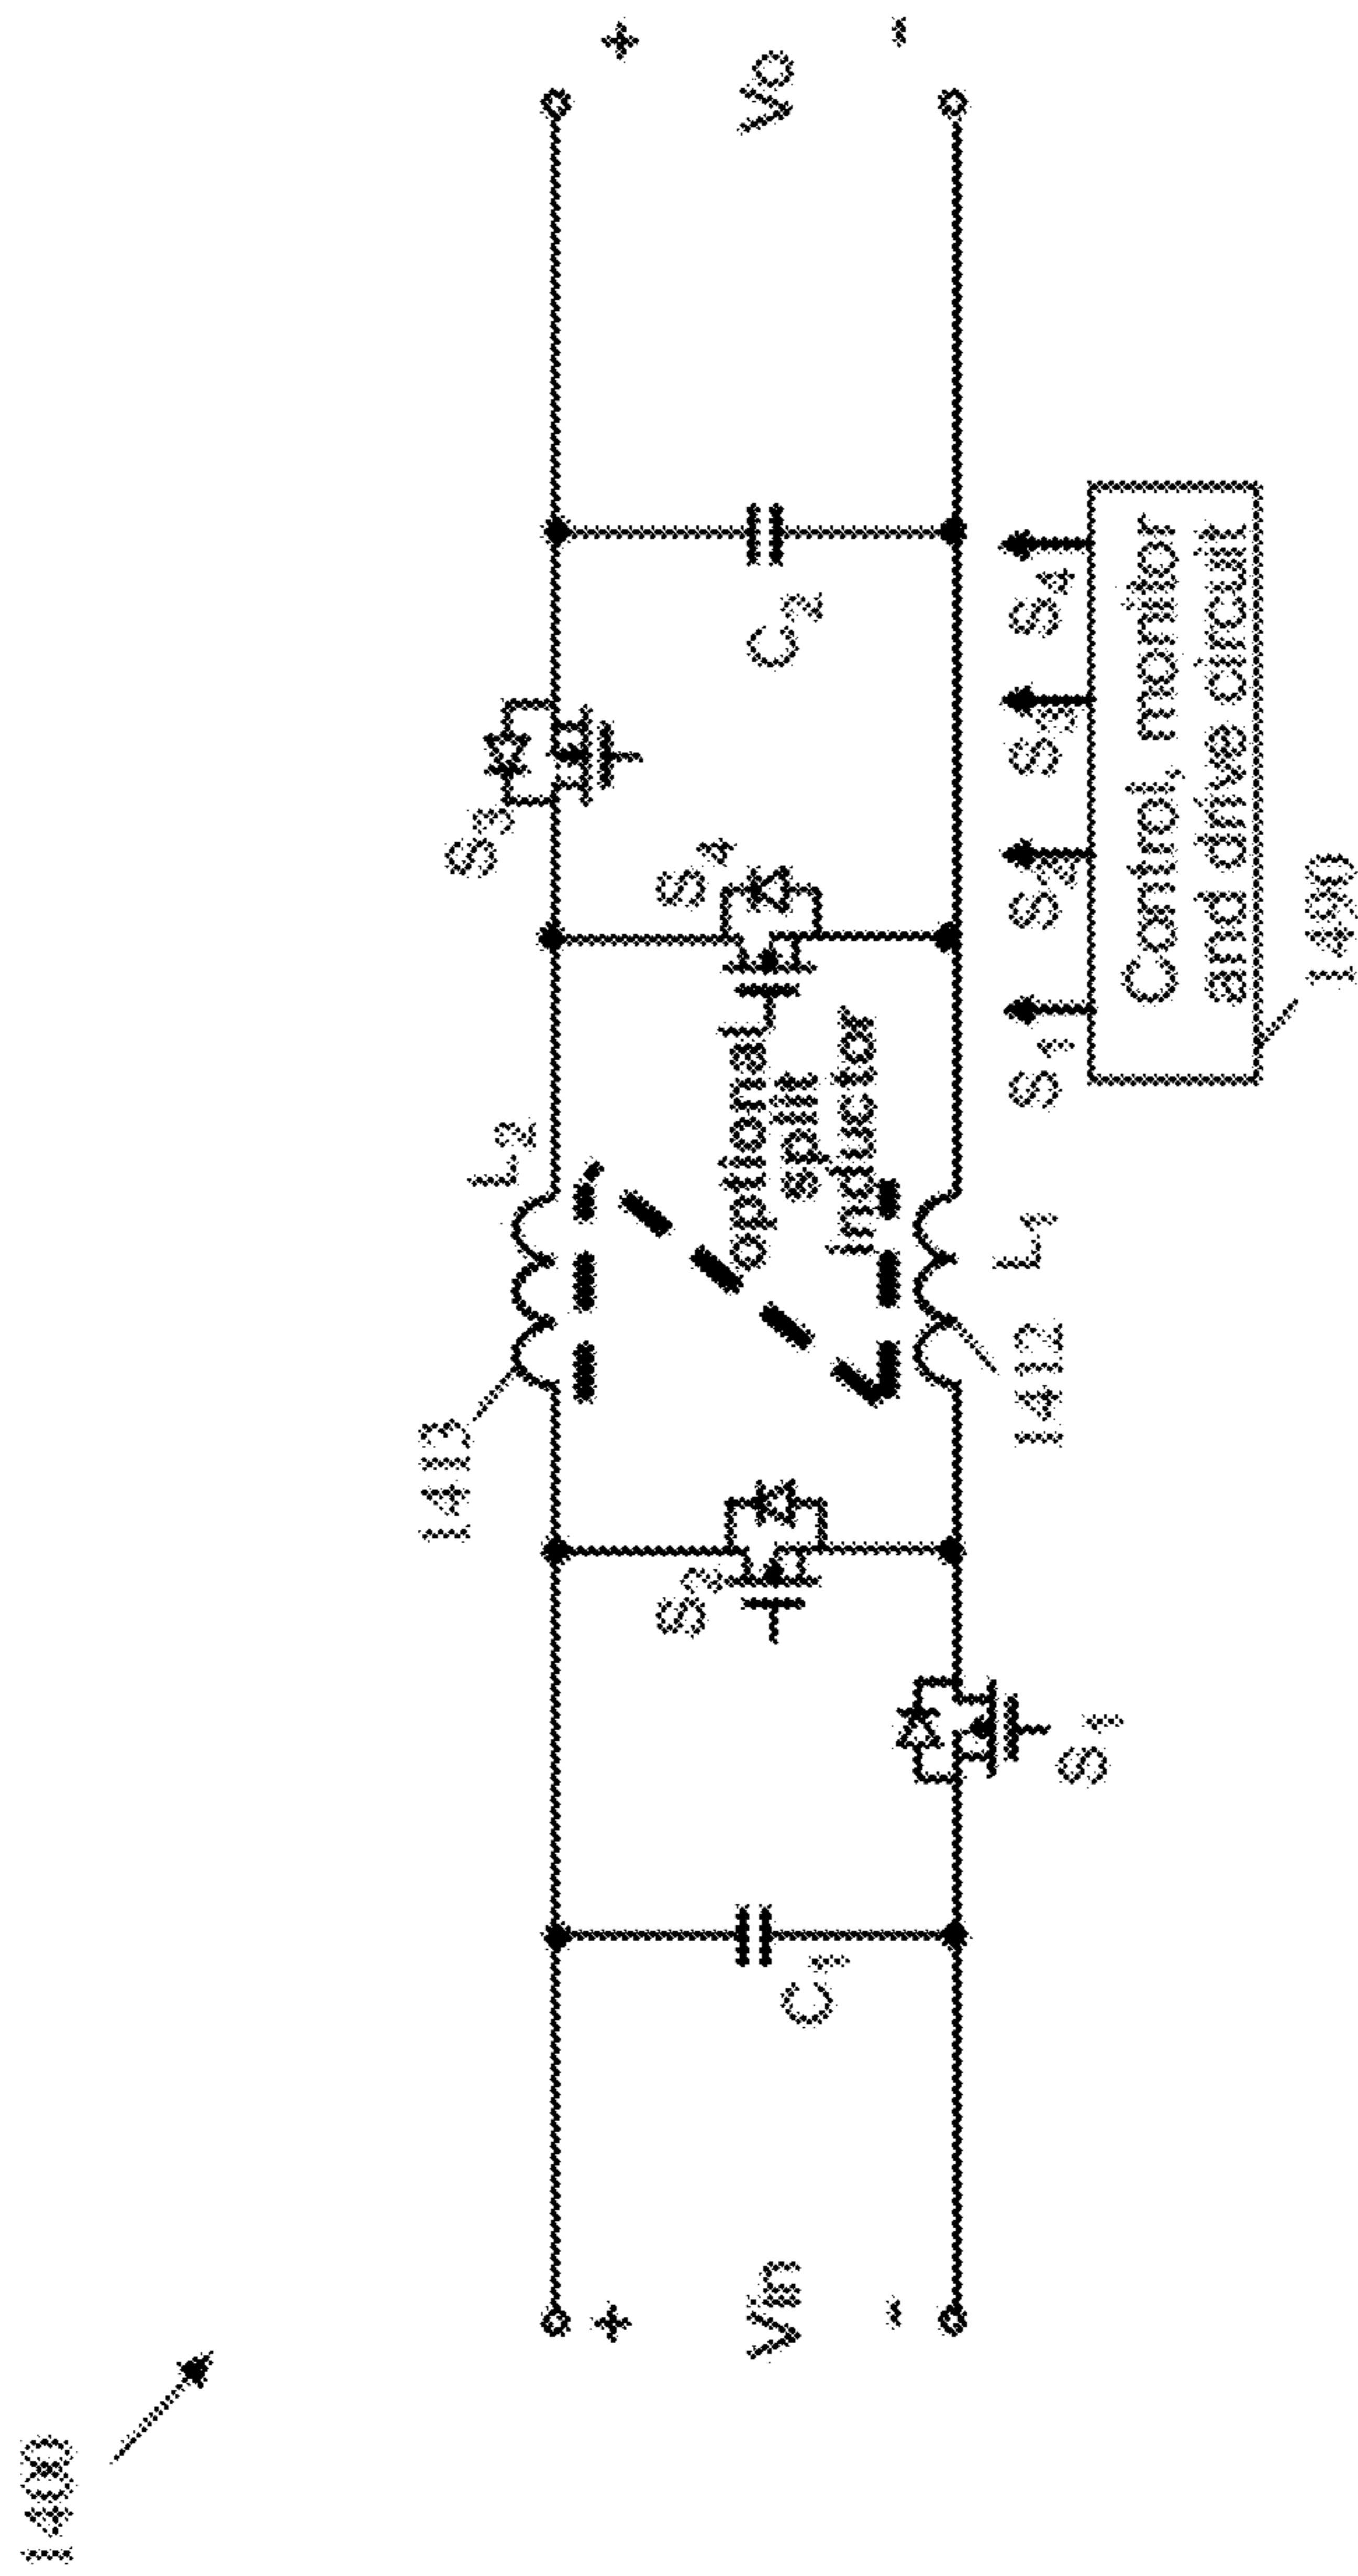 1400
1413
L2
S3
+
Vin
-
C1
S2
optional
split
inductor
S4
C2
+
Vo
-
S1
1412
L1
S1
S2
S3
S4
Control, monitor
and drive circuit
1490